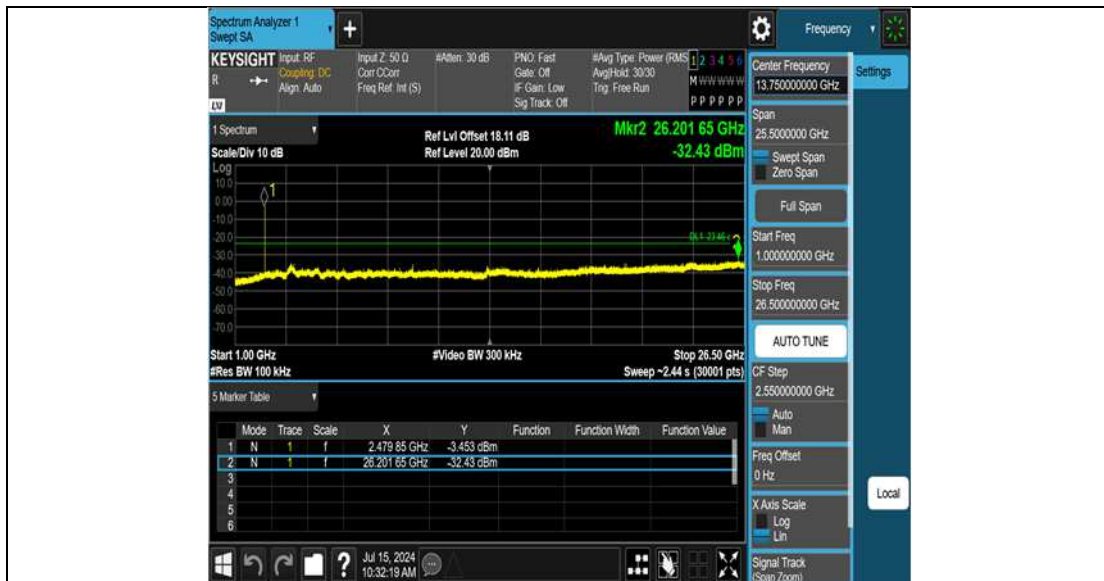 Spectrum Analyzer 1
Swept SA
+
Frequency
KEYSIGHT
R
LXI
Input: RF
Coupling: DC
Align: Auto
Input Z: 50 Ω
Corr CCorr
Freq Ref: Int (S)
#Atten: 30 dB
PNO: Fast
Gate: Off
IF Gain: Low
Sig Track: Off
#Avg Type: Power (RMS
Avg|Hold: 30/30
Trig: Free Run
1 2 3 4 5 6
M W W W W W
P P P P P P
1 Spectrum
Scale/Div 10 dB
Ref Lvl Offset 18.11 dB
Ref Level 20.00 dBm
Mkr2 26.201 65 GHz
-32.43 dBm
Log
10.0
0.00
-10.0
-20.0
-30.0
-40.0
-50.0
-60.0
-70.0
1
Start 1.00 GHz
#Res BW 100 kHz
#Video BW 300 kHz
Stop 26.50 GHz
Sweep ~2.44 s (30001 pts)
5 Marker Table
Mode Trace Scale X Y Function Function Width Function Value
1 N 1 f 2.479 85 GHz -3.453 dBm
2 N 1 f 26.201 65 GHz -32.43 dBm
3
4
5
6
Jul 15, 2024
10:32:19 AM
Center Frequency
13.750000000 GHz
Span
25.5000000 GHz
Swept Span
Zero Span
Full Span
Start Freq
1.000000000 GHz
Stop Freq
26.500000000 GHz
AUTO TUNE
CF Step
2.550000000 GHz
Auto
Man
Freq Offset
0 Hz
X Axis Scale
Log
Lin
Signal Track
(Span Zoom)
Settings
Local